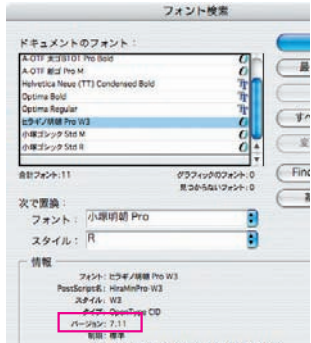 フォント検索
ドキュメントのフォント:
A-OTF 太ゴB101 Pro Bold
A-OTF 新ゴ Pro M
Helvetica Neue (TT) Condensed Bold
Optima Bold
Optima Regular
ヒラギノ明朝 Pro W3
小塚ゴシック Std M
小塚ゴシック Std R
合計フォント:11
グラフィックのフォント:0
見つからないフォント:0
次で置換:
フォント: 小塚明朝 Pro
スタイル: R
情報
フォント: ヒラギノ明朝 Pro W3
PostScript名: HiraMinPro-W3
スタイル: W3
タイプ: OpenType CID
バージョン: 7.11
制限: 標準
Find